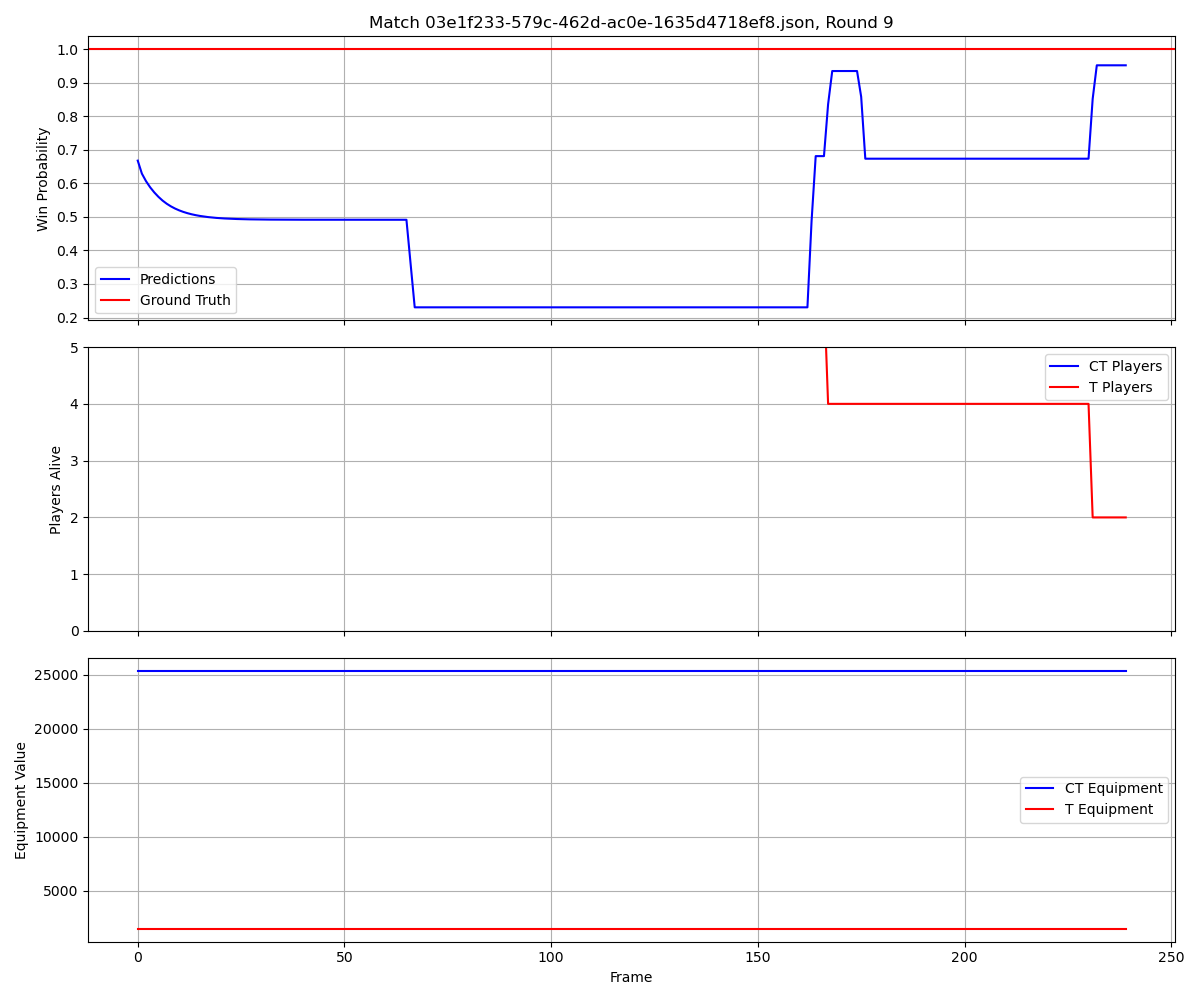 Match 03e1f233-579c-462d-ac0e-1635d4718ef8.json, Round 9
Win Probability
1.0
0.9
0.8
0.7
0.6
0.5
0.4
0.3
0.2
Predictions
Ground Truth
Players Alive
5
4
3
2
1
0
CT Players
T Players
Equipment Value
25000
20000
15000
10000
5000
CT Equipment
T Equipment
0
50
100
150
200
250
Frame